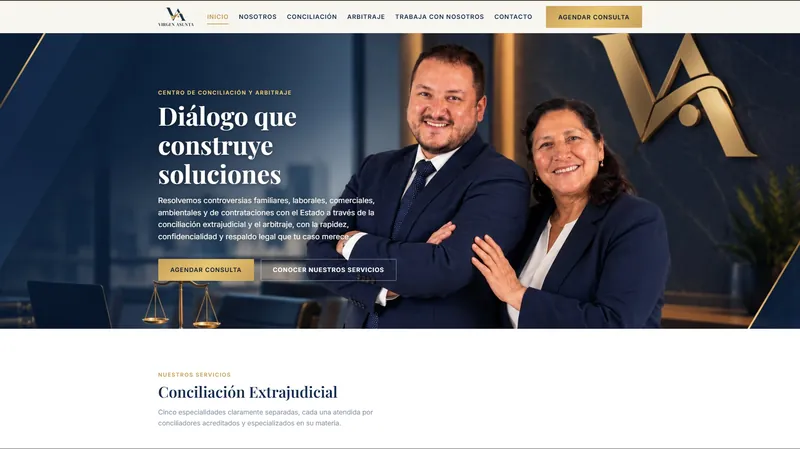 VA
VIRGEN ASUNTA
INICIO NOSOTROS CONCILIACIÓN ARBITRAJE TRABAJA CON NOSOTROS CONTACTO AGENDAR CONSULTA
CENTRO DE CONCILIACIÓN Y ARBITRAJE
Diálogo que
construye
soluciones
Resolvemos controversias familiares, laborales, comerciales,
ambientales y de contrataciones con el Estado a través de la
conciliación extrajudicial y el arbitraje, con la rapidez,
confidencialidad y respaldo legal que tu caso merece.
AGENDAR CONSULTA CONOCER NUESTROS SERVICIOS
VA
NUESTROS SERVICIOS
Conciliación Extrajudicial
Cinco especialidades claramente separadas, cada una atendida por
conciliadores acreditados y especializados en su materia.